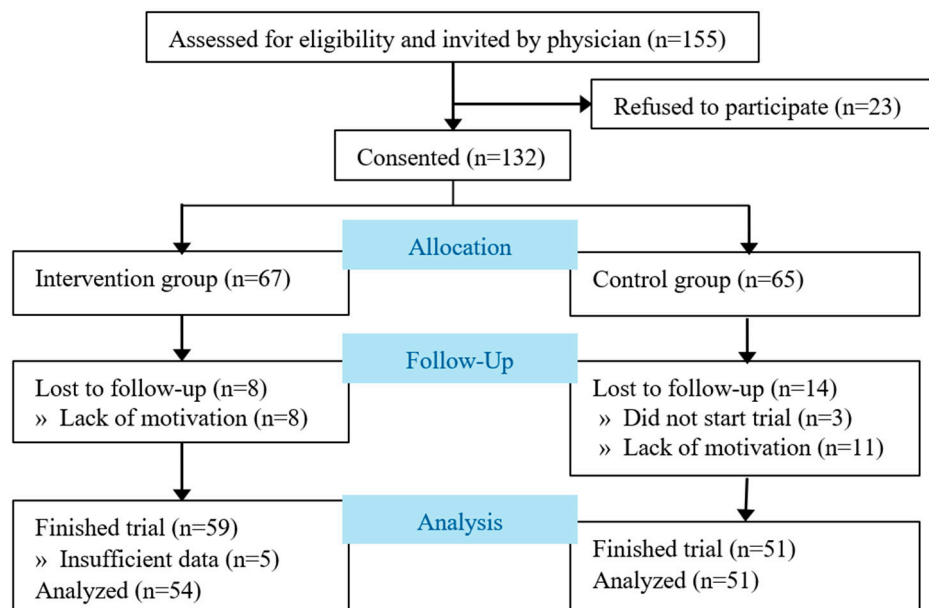 Assessed for eligibility and invited by physician (n=155)
Refused to participate (n=23)
Consented (n=132)
Allocation
Intervention group (n=67)
Control group (n=65)
Follow-Up
Lost to follow-up (n=8)
» Lack of motivation (n=8)
Lost to follow-up (n=14)
» Did not start trial (n=3)
» Lack of motivation (n=11)
Analysis
Finished trial (n=59)
» Insufficient data (n=5)
Analyzed (n=54)
Finished trial (n=51)
Analyzed (n=51)